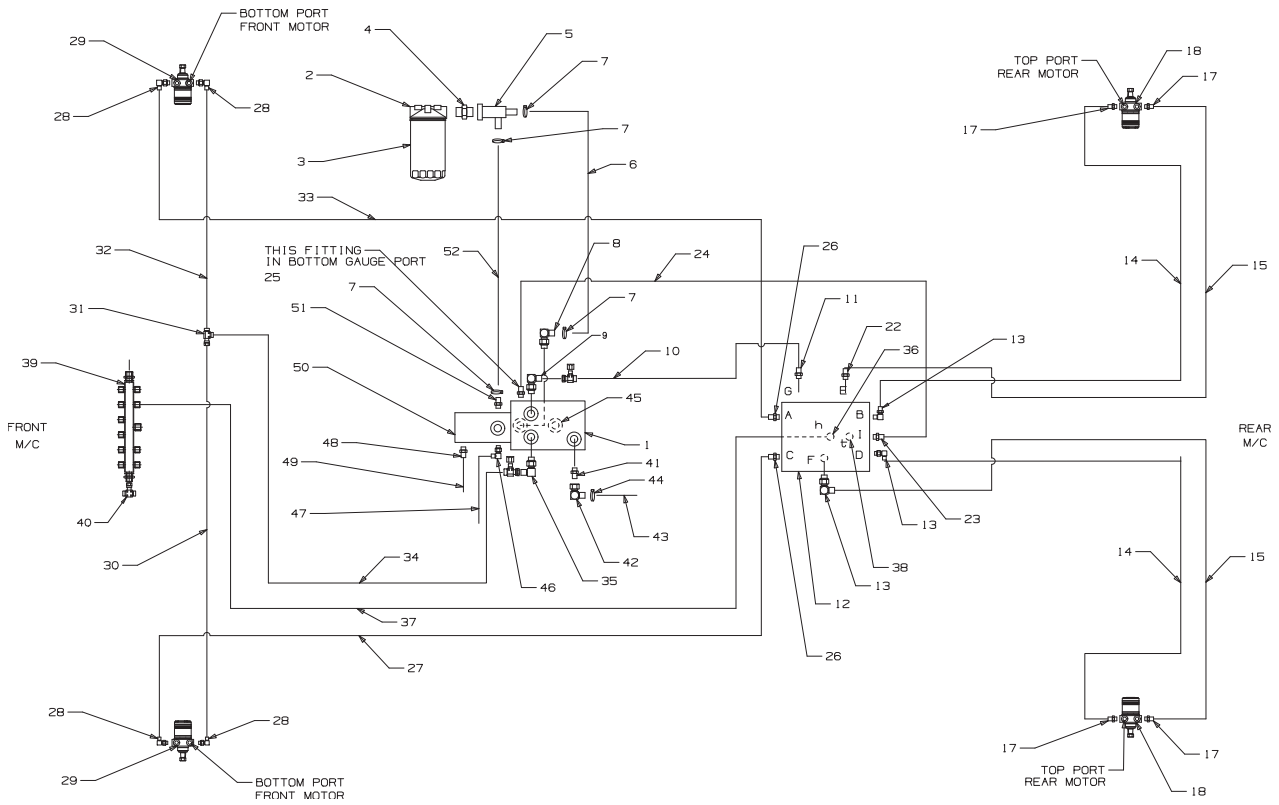 BOTTOM PORT
FRONT MOTOR
29
28
28
2
3
4
5
7
7
6
TOP PORT
REAR MOTOR
18
17
17
33
THIS FITTING
IN BOTTOM GAUGE PORT
25
52
8
24
26
14
15
32
7
51
50
7
9
10
11
22
36
13
31
39
FRONT
M/C
40
45
1
G
E
A
B
h
I
t
C
D
F
REAR
M/C
48
49
47
41
44
43
42
46
35
34
13
38
12
23
13
14
15
30
37
27
26
28
28
29
BOTTOM PORT
FRONT MOTOR
17
17
TOP PORT
REAR MOTOR
18